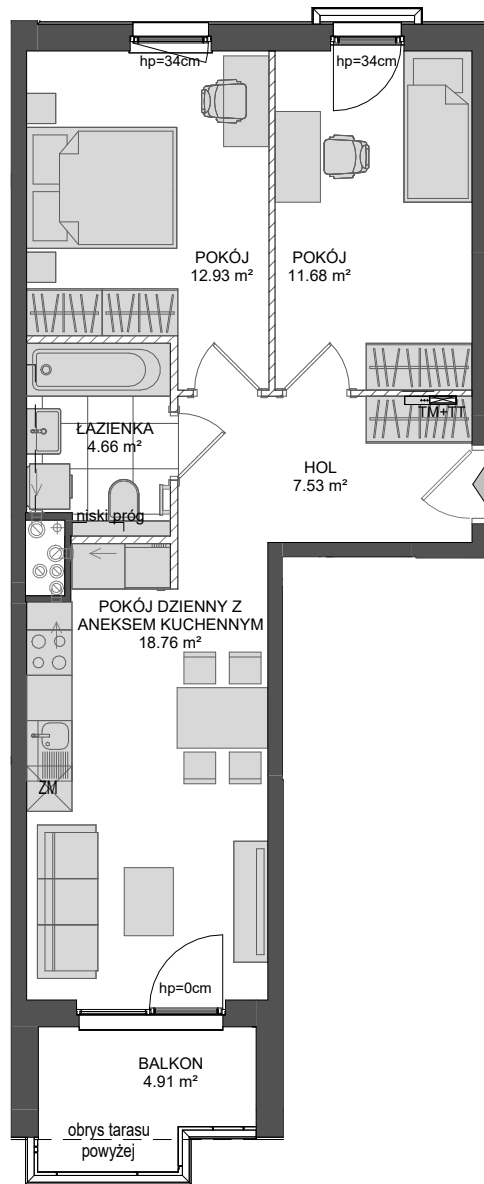 hp=34cm
hp=34cm
POKÓJ
12.93 m²
POKÓJ
11.68 m²
TM+TT
ŁAZIENKA
4.66 m²
HOL
7.53 m²
niski próg
POKÓJ DZIENNY Z
ANEKSEM KUCHENNYM
18.76 m²
ZM
hp=0cm
BALKON
4.91 m²
obrys tarasu
powyżej